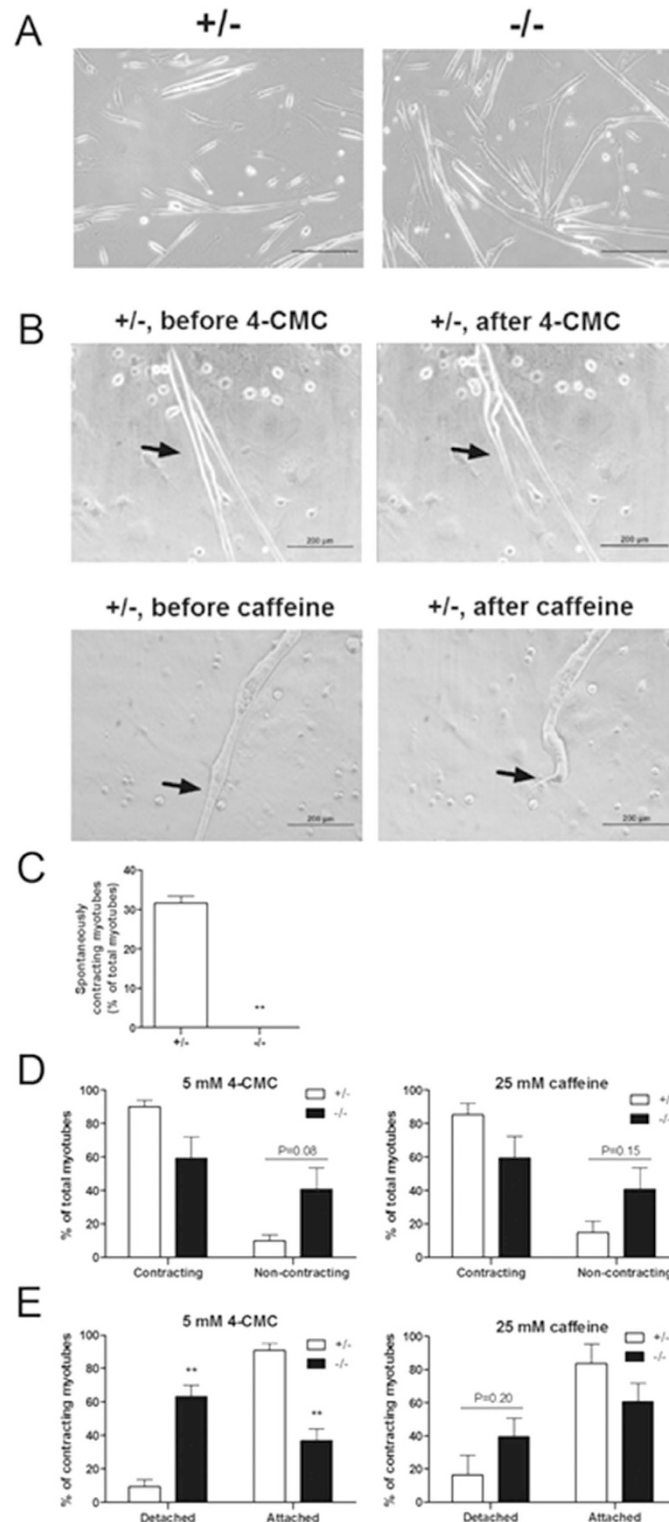 A
+/-
-/-
B
+/-, before 4-CMC
+/-, after 4-CMC
200 µm
200 µm
+/-, before caffeine
+/-, after caffeine
200 µm
200 µm
C
Spontaneously
contracting myotubes
(% of total myotubes)
40
30
20
10
0
**
+/-
-/-
D
5 mM 4-CMC
+/-
-/-
P=0.08
% of total myotubes
100
80
60
40
20
0
Contracting
Non-contracting
25 mM caffeine
+/-
-/-
P=0.15
% of total myotubes
100
80
60
40
20
0
Contracting
Non-contracting
E
5 mM 4-CMC
+/-
-/-
**
**
% of contracting myotubes
100
80
60
40
20
0
Detached
Attached
25 mM caffeine
+/-
-/-
P=0.20
% of contracting myotubes
100
80
60
40
20
0
Detached
Attached